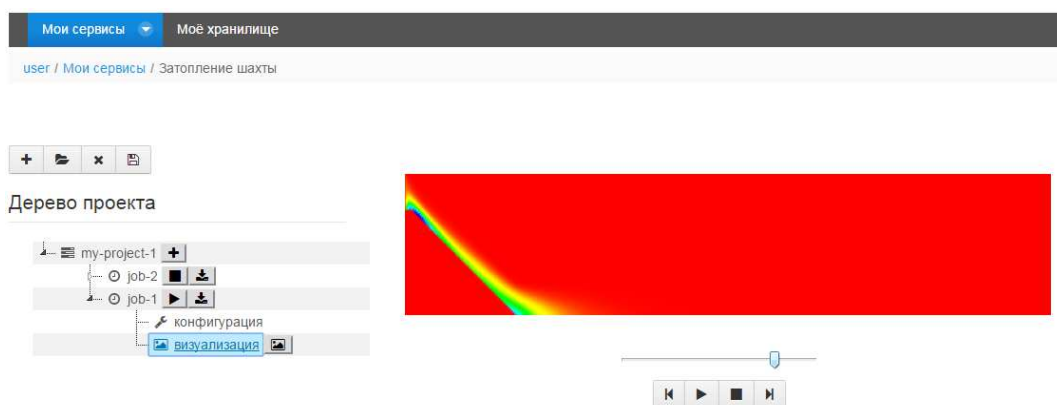 Мои сервисы Моё хранилище
user / Мои сервисы / Затопление шахты
Дерево проекта
my-project-1
job-2
job-1
конфигурация
визуализация